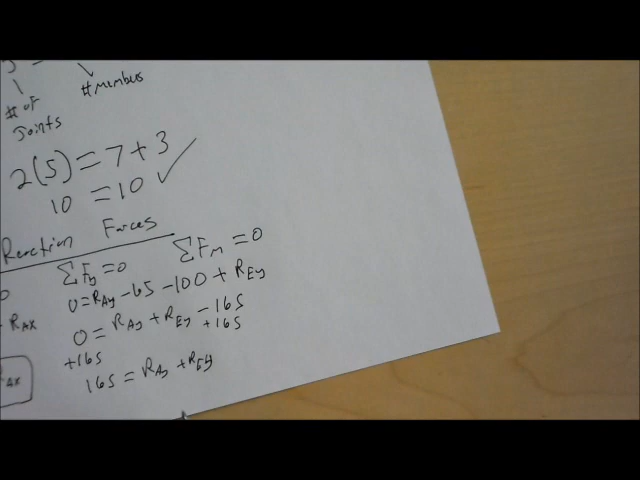 # members
# of
Joints
2(5) = 7 + 3
10 = 10 ✓
Reaction Forces
ΣFy = 0
ΣFm = 0
0 = RAy - 65 - 100 + REy
RAX
0 = RAy + REy - 165
+165
+165
165 = RAy + REy
RAX